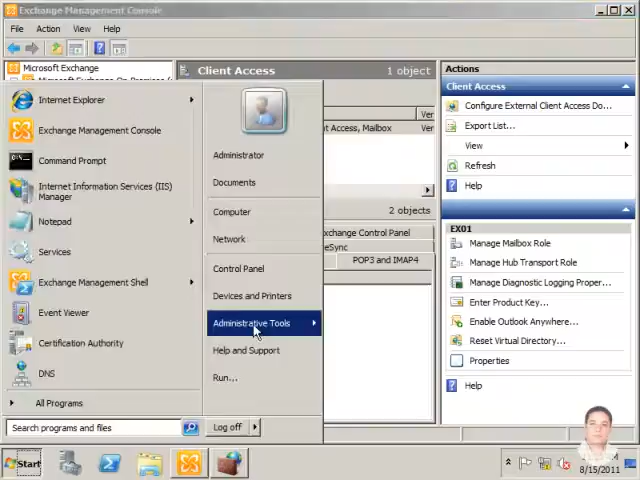 Exchange Management Console
File Action View Help
Microsoft Exchange
Microsoft Exchange On-Premises (
Client Access 1 object
Ver
t Access, Mailbox Ver
2 objects
xchange Control Panel
eSync
POP3 and IMAP4
Internet Explorer
Exchange Management Console
Command Prompt
Internet Information Services (IIS)
Manager
Notepad
Services
Exchange Management Shell
Event Viewer
Certification Authority
DNS
All Programs
Search programs and files
Administrator
Documents
Computer
Network
Control Panel
Devices and Printers
Administrative Tools
Help and Support
Run...
Log off
Actions
Client Access
Configure External Client Access Do...
Export List...
View
Refresh
Help
EX01
Manage Mailbox Role
Manage Hub Transport Role
Manage Diagnostic Logging Proper...
Enter Product Key...
Enable Outlook Anywhere...
Reset Virtual Directory...
Properties
Help
Start
M
8/15/2011